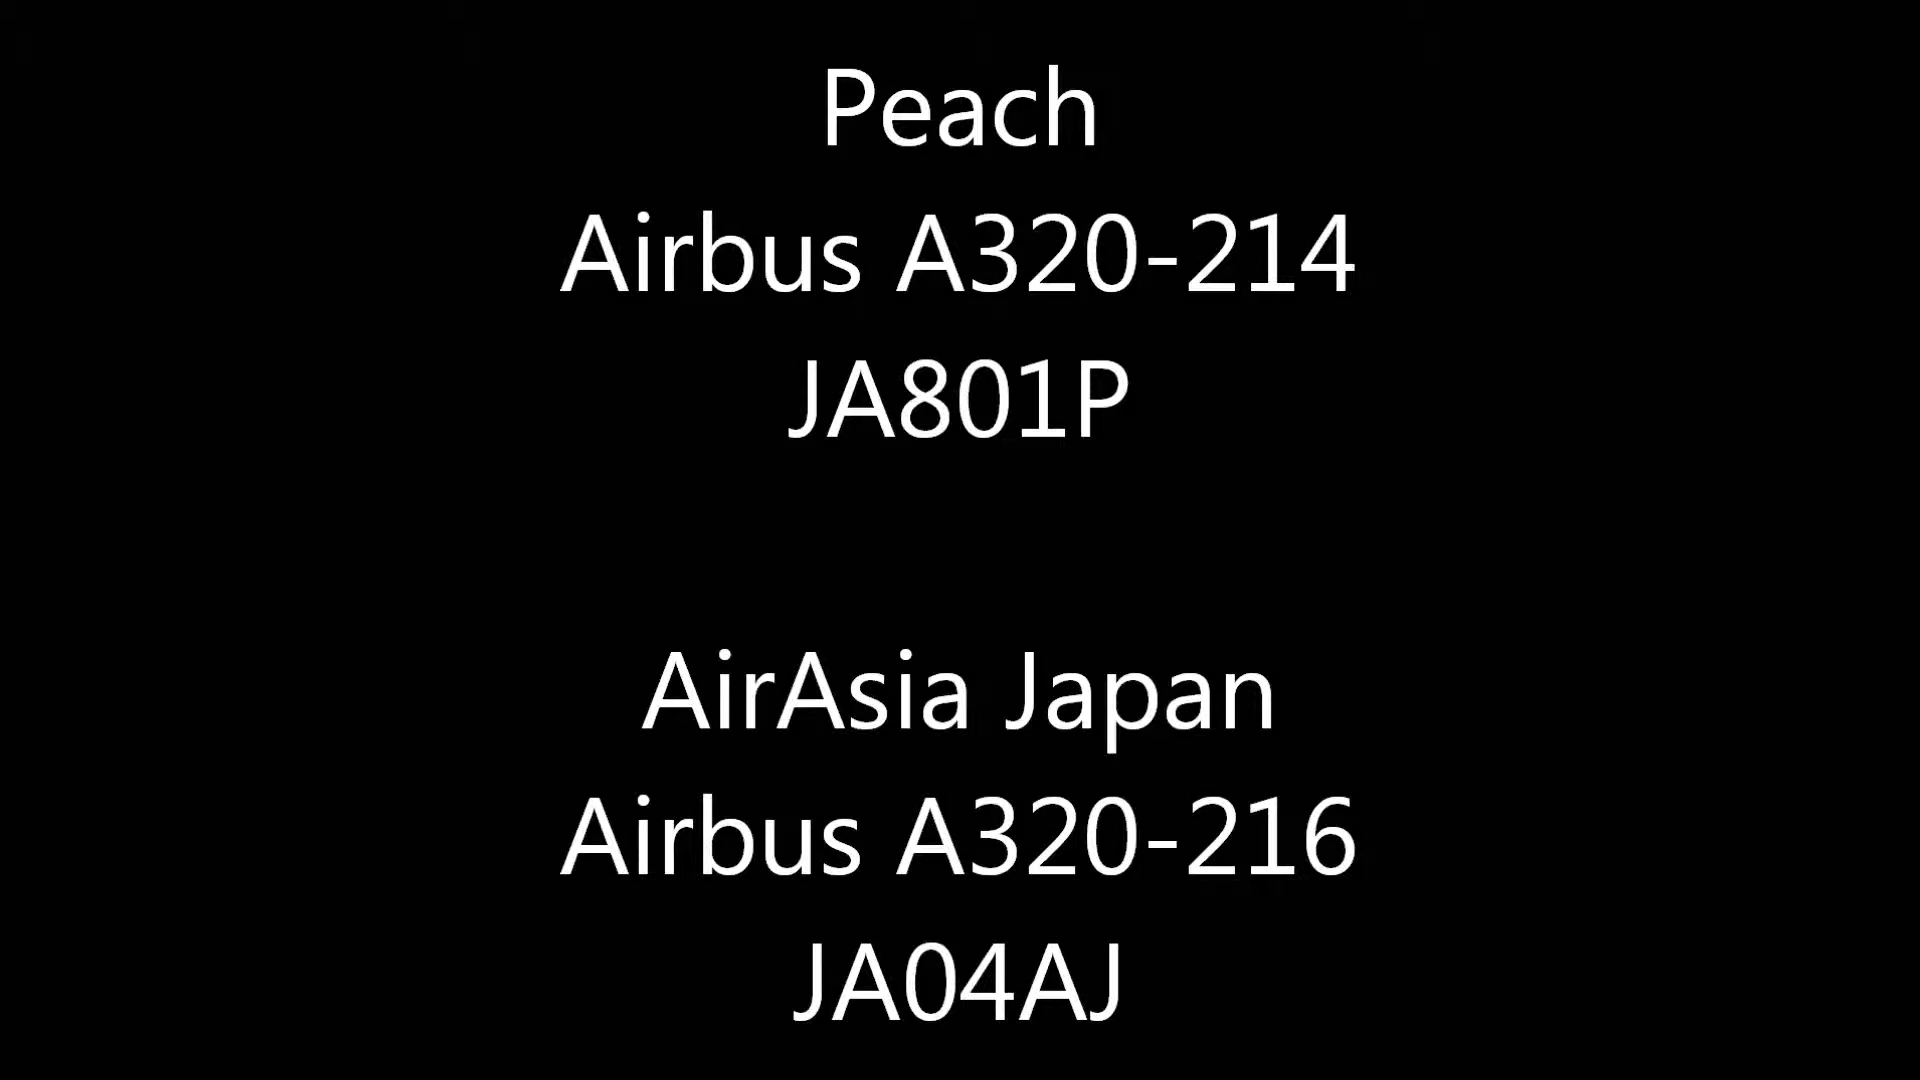 Peach
Airbus A320-214
JA801P
AirAsia Japan
Airbus A320-216
JA04AJ